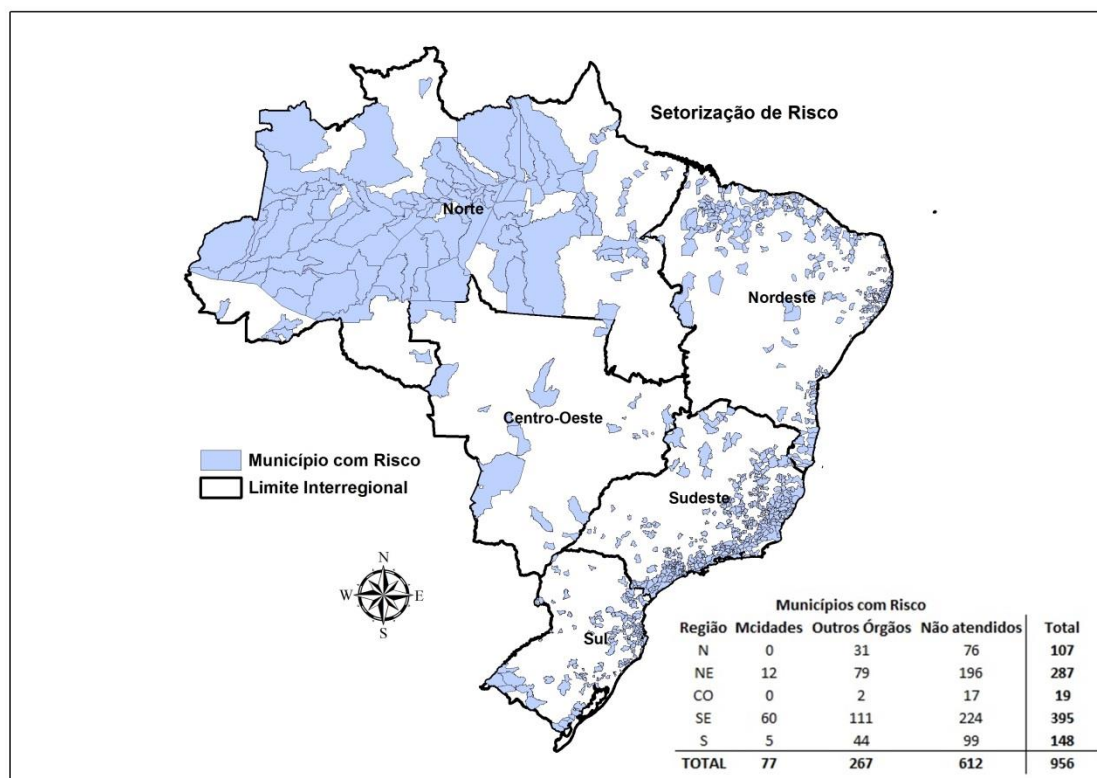 Setorização de Risco
Norte
Nordeste
Centro-Oeste
Município com Risco
Limite Interregional
Sudeste
N
W E
S
Sul
Municípios com Risco
Região Mcidades Outros Órgãos Não atendidos Total
N 0 31 76 107
NE 12 79 196 287
CO 0 2 17 19
SE 60 111 224 395
S 5 44 99 148
TOTAL 77 267 612 956